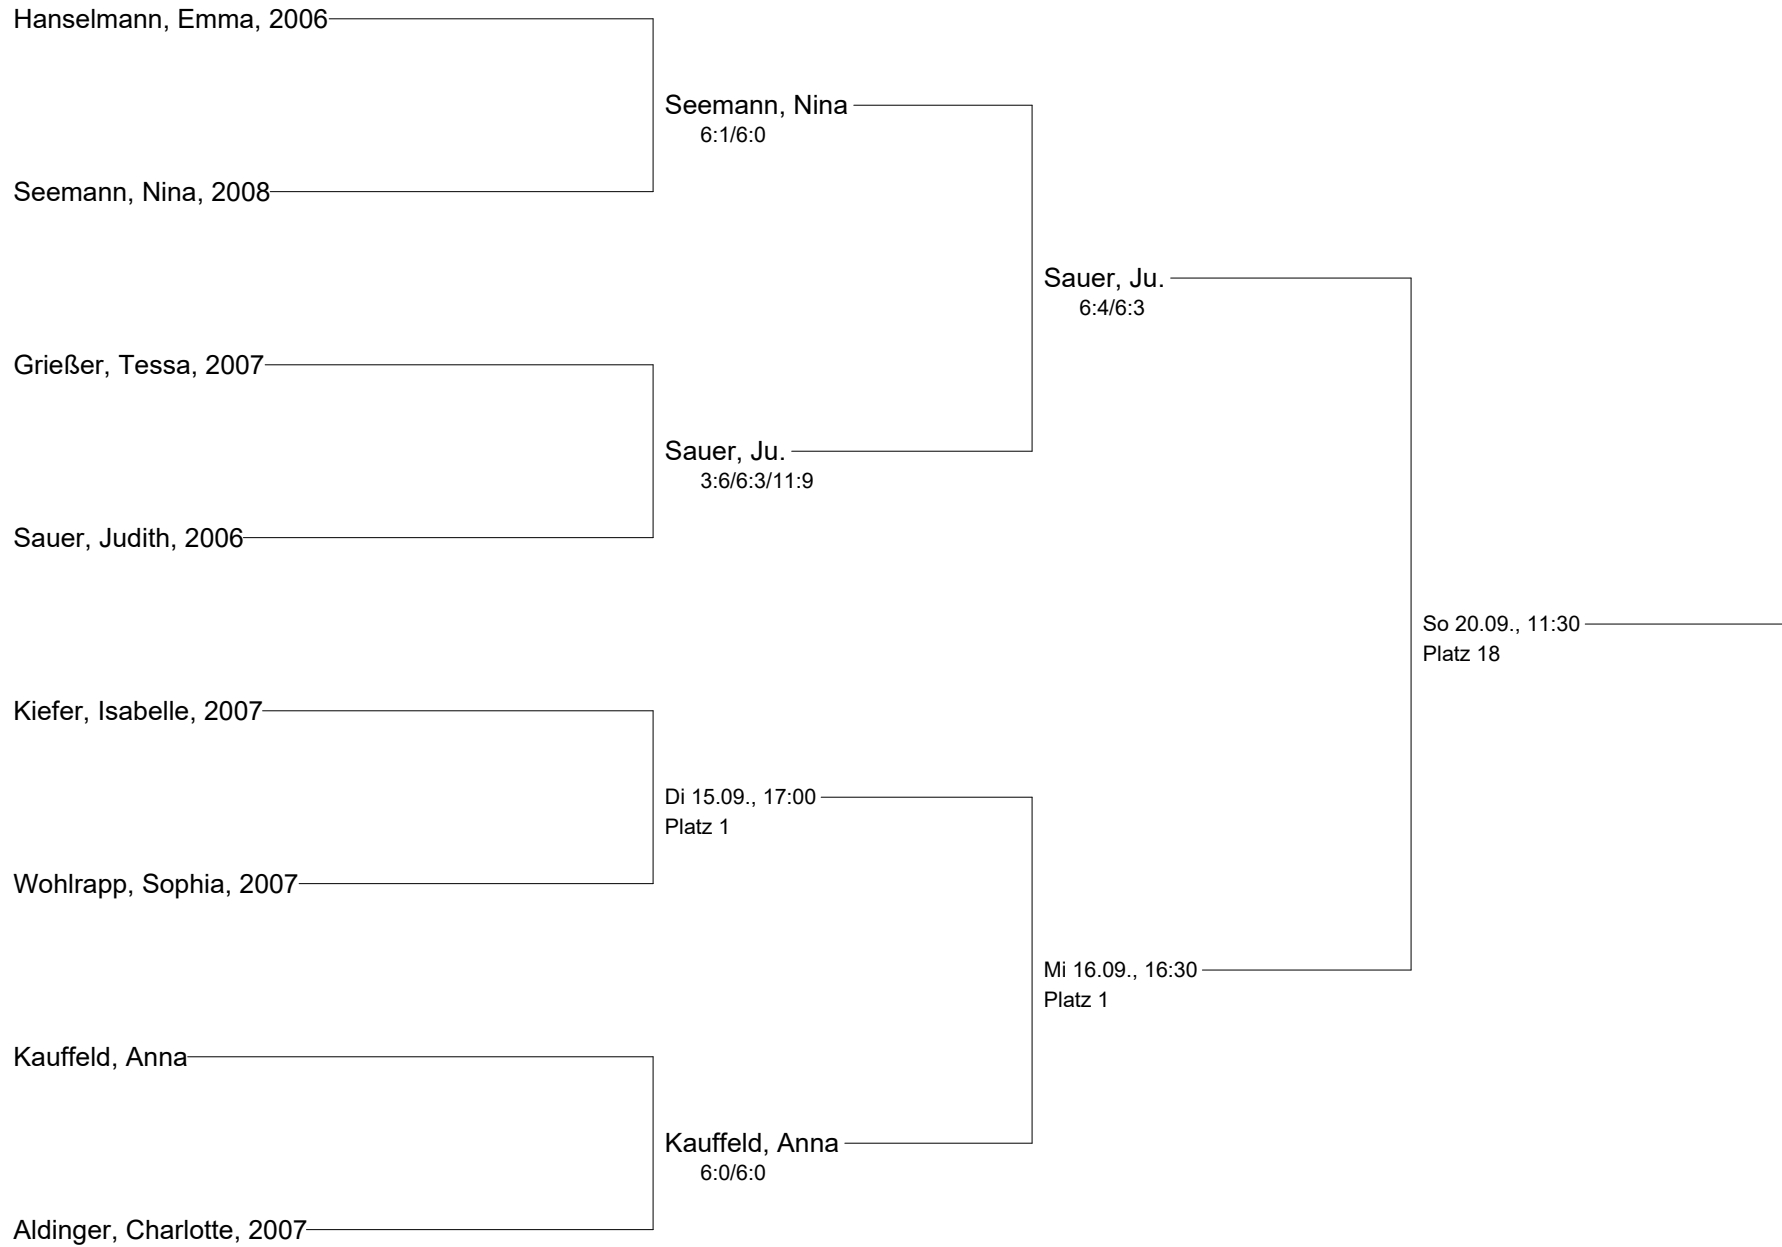 Hanselmann, Emma, 2006
Seemann, Nina
6:1/6:0
Seemann, Nina, 2008
Sauer, Ju.
6:4/6:3
Grießer, Tessa, 2007
Sauer, Ju.
3:6/6:3/11:9
Sauer, Judith, 2006
So 20.09., 11:30
Platz 18
Kiefer, Isabelle, 2007
Di 15.09., 17:00
Platz 1
Wohlrapp, Sophia, 2007
Mi 16.09., 16:30
Platz 1
Kauffeld, Anna
Kauffeld, Anna
6:0/6:0
Aldinger, Charlotte, 2007